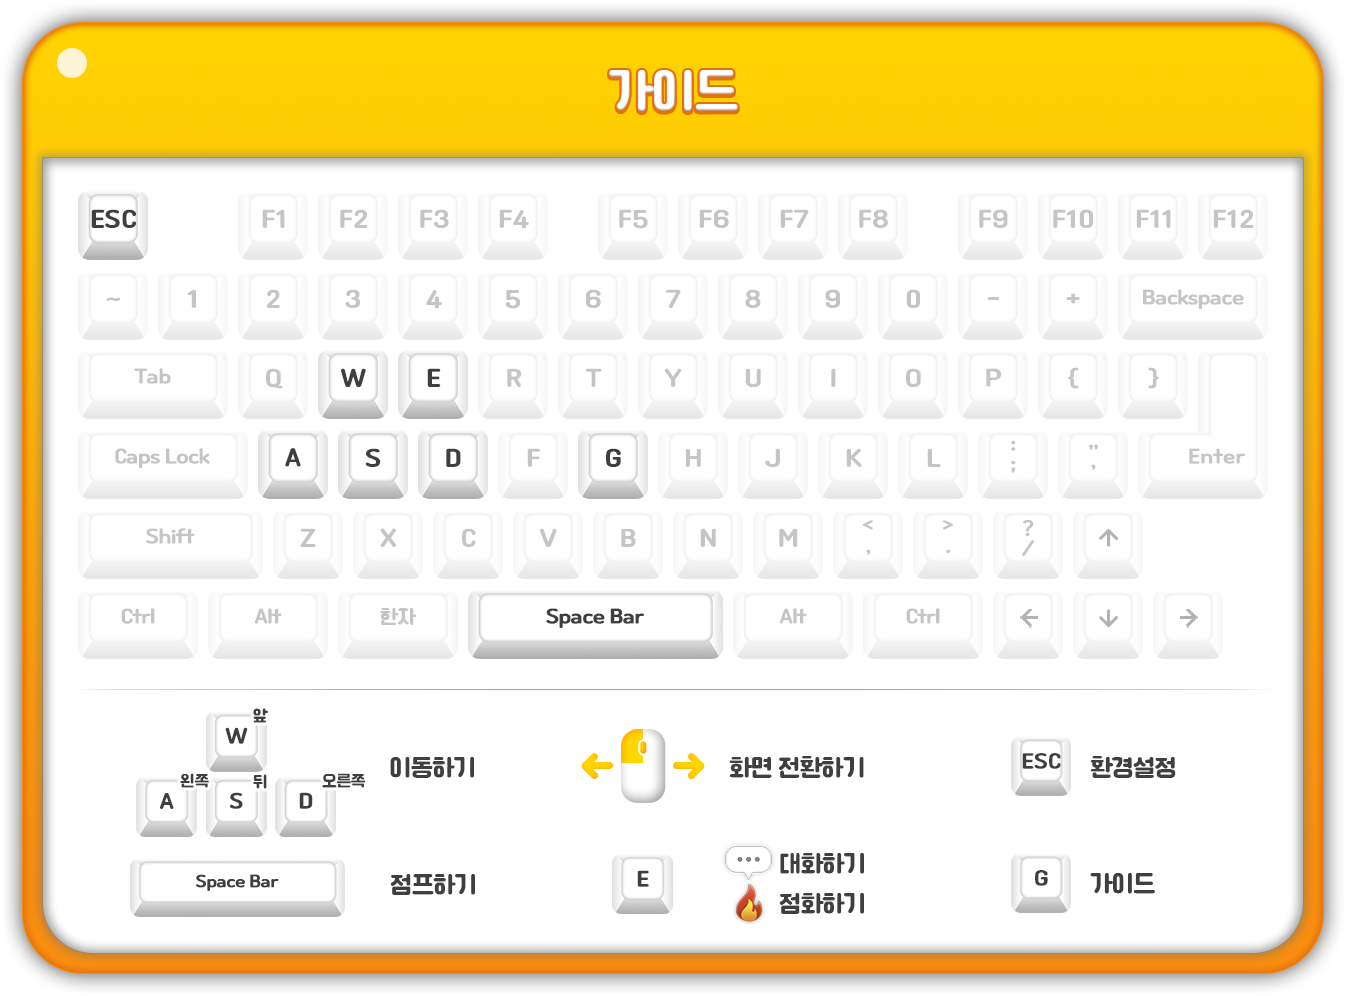 가이드
ESC F1 F2 F3 F4 F5 F6 F7 F8 F9 F10 F11 F12
~ 1 2 3 4 5 6 7 8 9 0 - + Backspace
Tab Q W E R T Y U I O P { }
Caps Lock A S D F G H J K L : ; " , Enter
Shift Z X C V B N M < , > . ? / ↑
Ctrl Alt 한자 Space Bar Alt Ctrl ← ↓ →
W 앞
A 왼쪽 S 뒤 D 오른쪽
이동하기
화면 전환하기
ESC 환경설정
Space Bar 점프하기
E 대화하기
점화하기
G 가이드